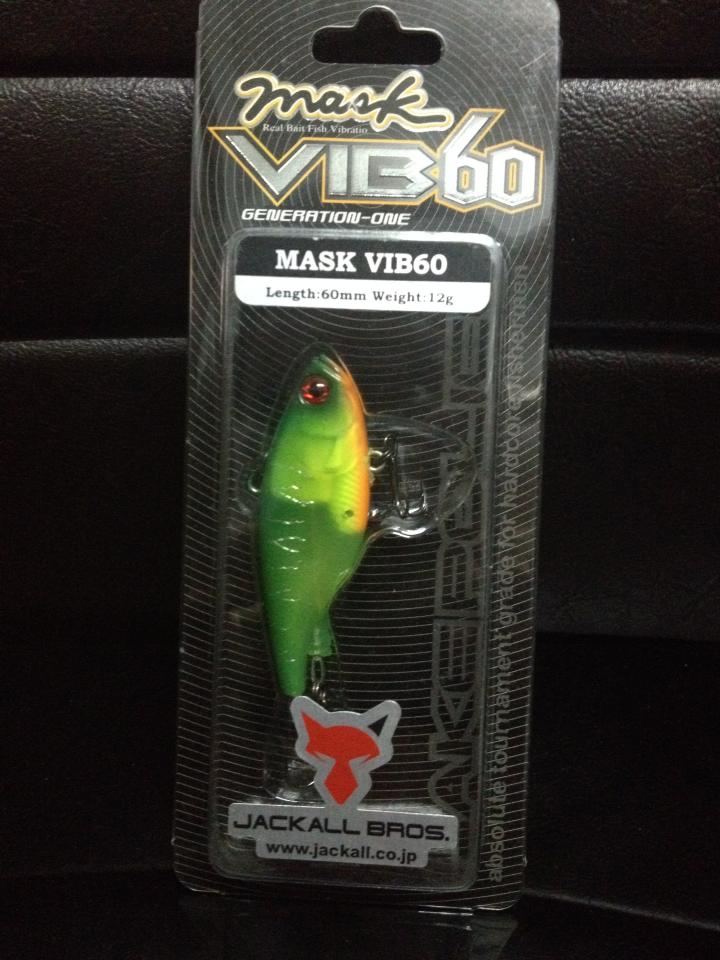 mask
Real Bait Fish Vibratio
VIB60
GENERATION-ONE
MASK VIB60
Length:60mm Weight:12g
absolute tournament grade for hardcore fishermen
JACKALL BROS.
www.jackall.co.jp